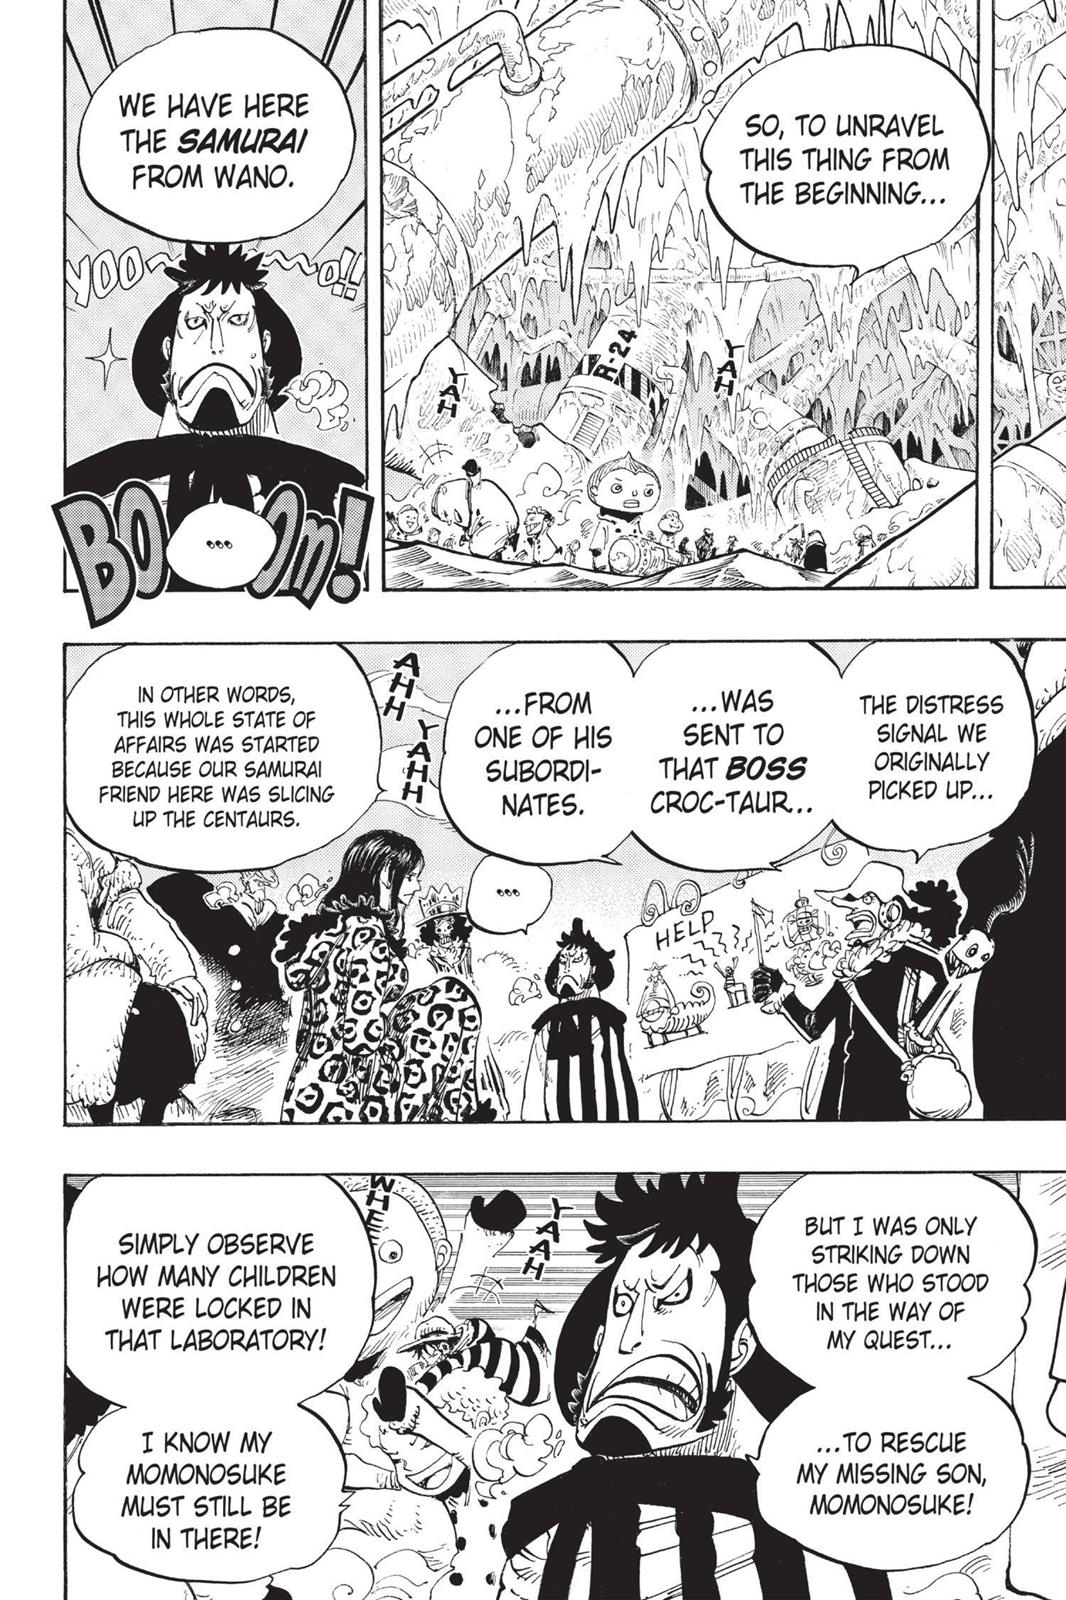 SO, TO UNRAVEL
THIS THING FROM
THE BEGINNING...
R-24
YAH
YAH
WE HAVE HERE
THE SAMURAI
FROM WANO.
YOO~~~O!!
BOOOM!
...
THE DISTRESS
SIGNAL WE
ORIGINALLY
PICKED UP...
...WAS
SENT TO
THAT BOSS
CROC-TAUR...
...FROM
ONE OF HIS
SUBORDI-
NATES.
HELP
...
AHH YAHH
IN OTHER WORDS,
THIS WHOLE STATE OF
AFFAIRS WAS STARTED
BECAUSE OUR SAMURAI
FRIEND HERE WAS SLICING
UP THE CENTAURS.
BUT I WAS ONLY
STRIKING DOWN
THOSE WHO STOOD
IN THE WAY OF
MY QUEST...
...TO RESCUE
MY MISSING SON,
MOMONOSUKE!
YAAH
WHE
SIMPLY OBSERVE
HOW MANY CHILDREN
WERE LOCKED IN
THAT LABORATORY!
I KNOW MY
MOMONOSUKE
MUST STILL BE
IN THERE!